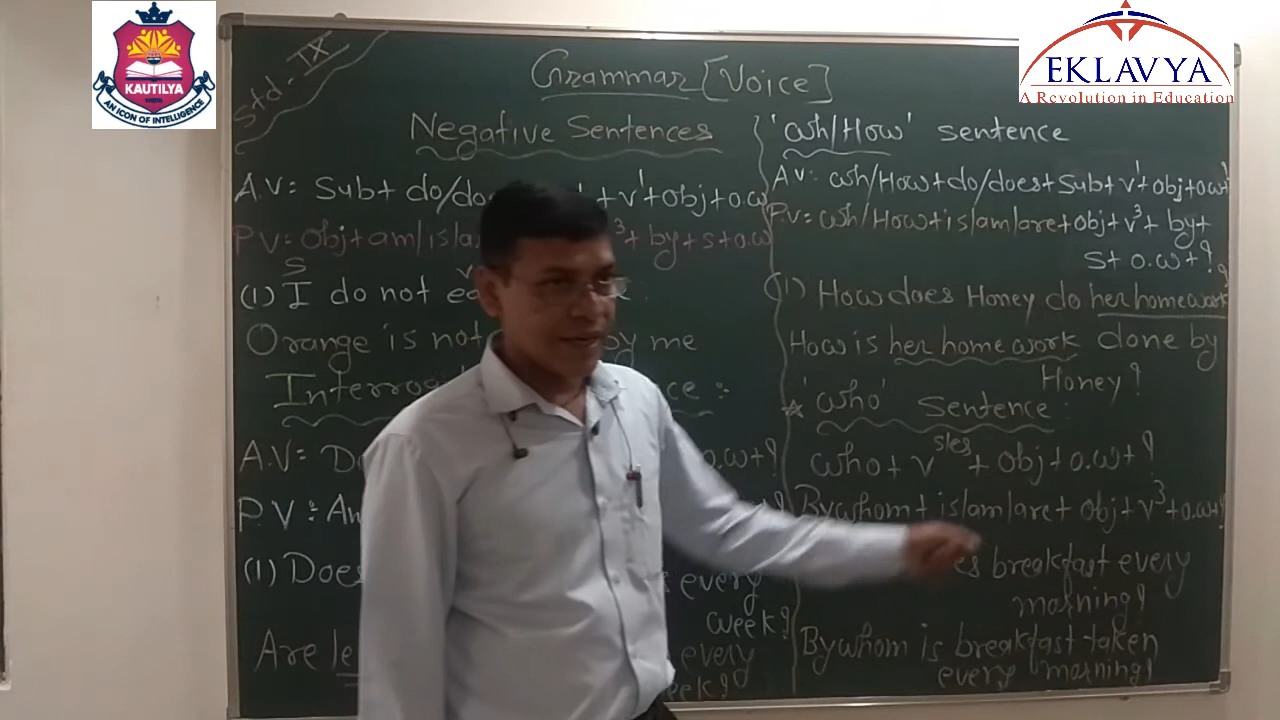 KAUTILYA
AN ICON OF INTELLIGENCE
EKLAVYA
A Revolution in Education
Std - IX
Grammar [Voice]
Negative Sentences
A.V = Sub + do/do + v¹ + obj + o.w
P.V = Obj + am/is/a ³ + by + s + o.w
S v
(1) I do not e
Orange is not by me
Interrog ce :-
A.V = D o.w + ?
P.V = A
(1) Does every
week?
Are le every
eek?
'Wh/How' sentence
A.V = Wh/How + do/does + Sub + v¹ + obj + o.w + ?
P.V = Wh/How + is/am/are + obj + v³ + by +
S + o.w + ?
(1) How does Honey do her homework?
How is her home work done by
Honey?
* 'Who' Sentence :
Who + v s/es + obj + o.w + ?
By whom + is/am/are + obj + v³ + o.w + ?
es breakfast every
morning?
By whom is breakfast taken
every morning?